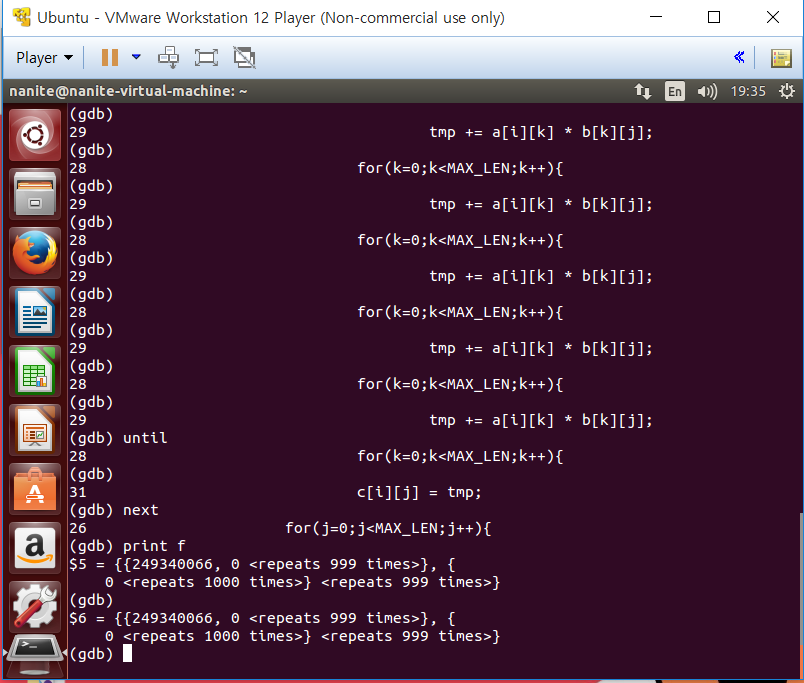 Ubuntu - VMware Workstation 12 Player (Non-commercial use only)
Player
nanite@nanite-virtual-machine: ~ En 19:35
(gdb)
29 tmp += a[i][k] * b[k][j];
(gdb)
28 for(k=0;k<MAX_LEN;k++){
(gdb)
29 tmp += a[i][k] * b[k][j];
(gdb)
28 for(k=0;k<MAX_LEN;k++){
(gdb)
29 tmp += a[i][k] * b[k][j];
(gdb)
28 for(k=0;k<MAX_LEN;k++){
(gdb)
29 tmp += a[i][k] * b[k][j];
(gdb)
28 for(k=0;k<MAX_LEN;k++){
(gdb)
29 tmp += a[i][k] * b[k][j];
(gdb) until
28 for(k=0;k<MAX_LEN;k++){
(gdb)
31 c[i][j] = tmp;
(gdb) next
26 for(j=0;j<MAX_LEN;j++){
(gdb) print f
$5 = {{249340066, 0 <repeats 999 times>}, {
0 <repeats 1000 times>} <repeats 999 times>}
(gdb)
$6 = {{249340066, 0 <repeats 999 times>}, {
0 <repeats 1000 times>} <repeats 999 times>}
(gdb)